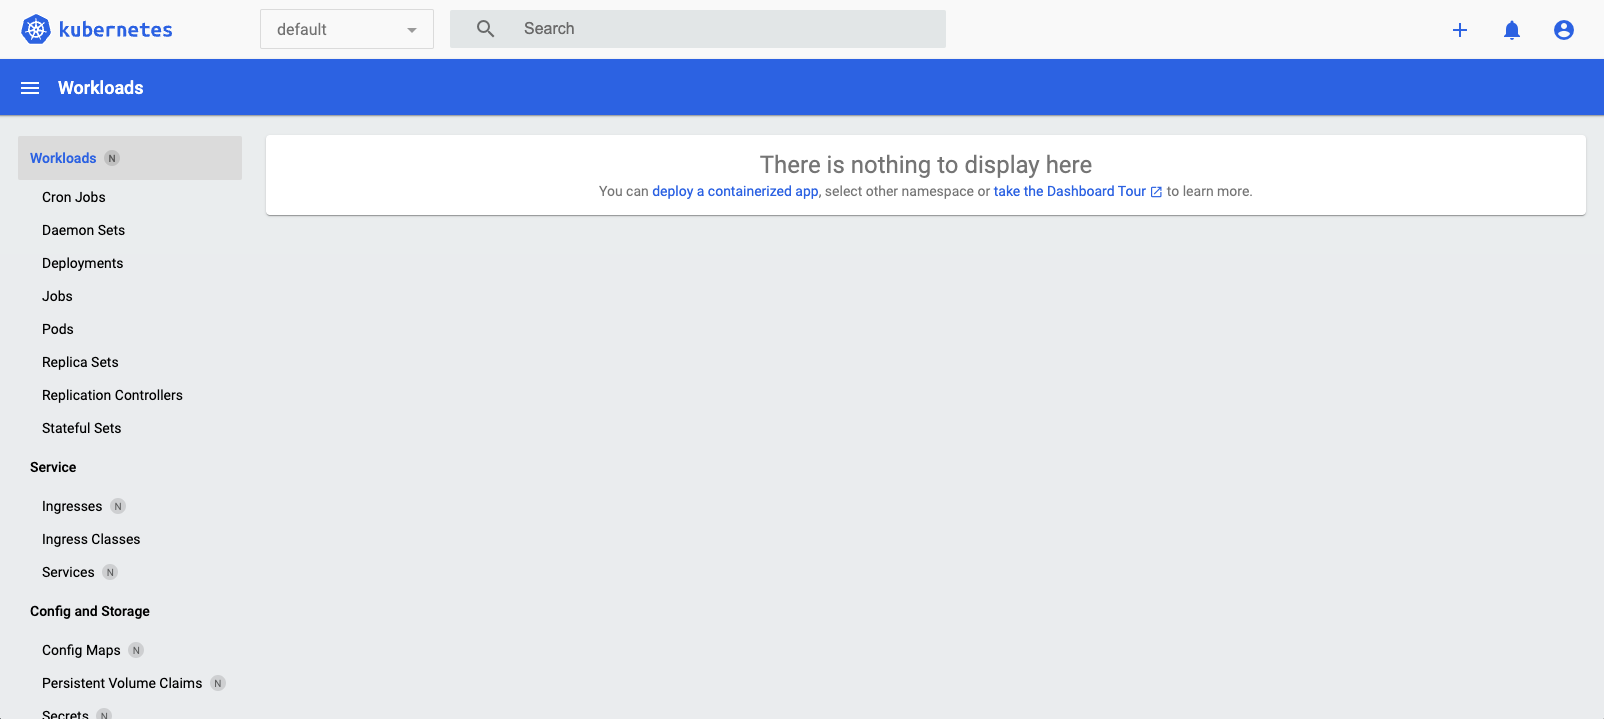 kubernetes
default
Search
Workloads
Workloads N
Cron Jobs
Daemon Sets
Deployments
Jobs
Pods
Replica Sets
Replication Controllers
Stateful Sets
Service
Ingresses N
Ingress Classes
Services N
Config and Storage
Config Maps N
Persistent Volume Claims N
Secrets N
There is nothing to display here
You can deploy a containerized app, select other namespace or take the Dashboard Tour to learn more.